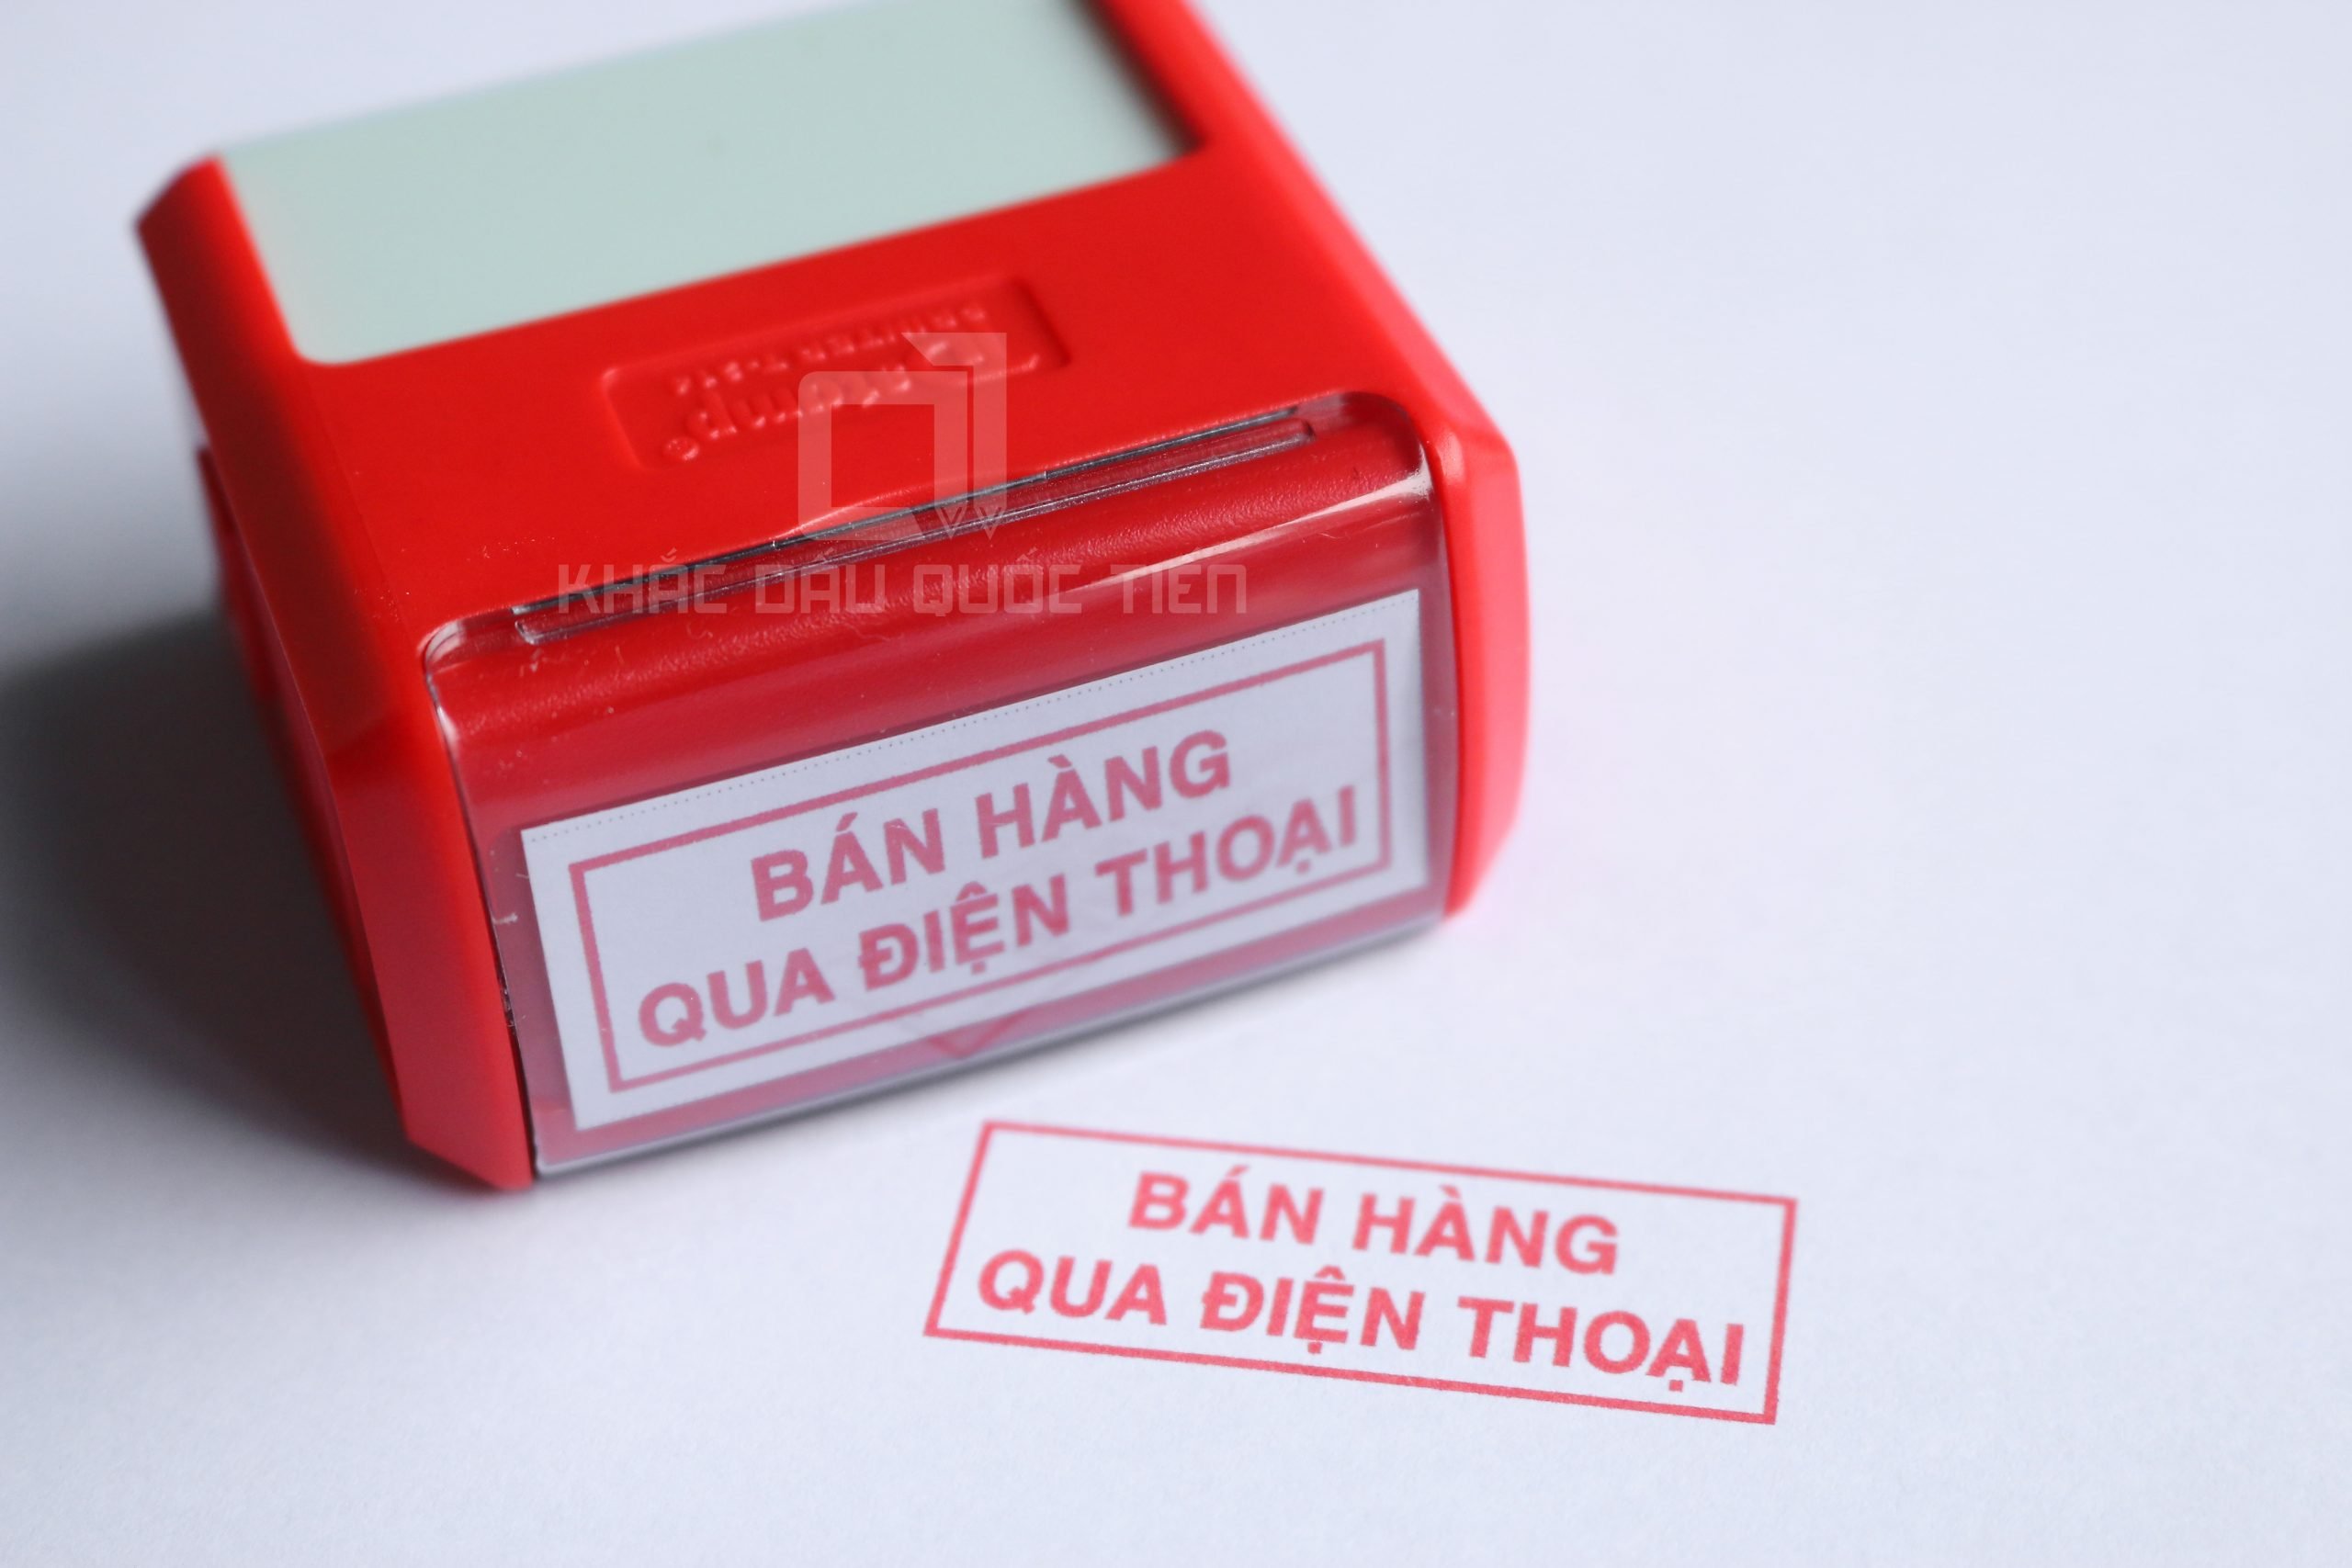 KHẮC DẤU QUỐC TIẾN
BÁN HÀNG
QUA ĐIỆN THOẠI
BÁN HÀNG
QUA ĐIỆN THOẠI